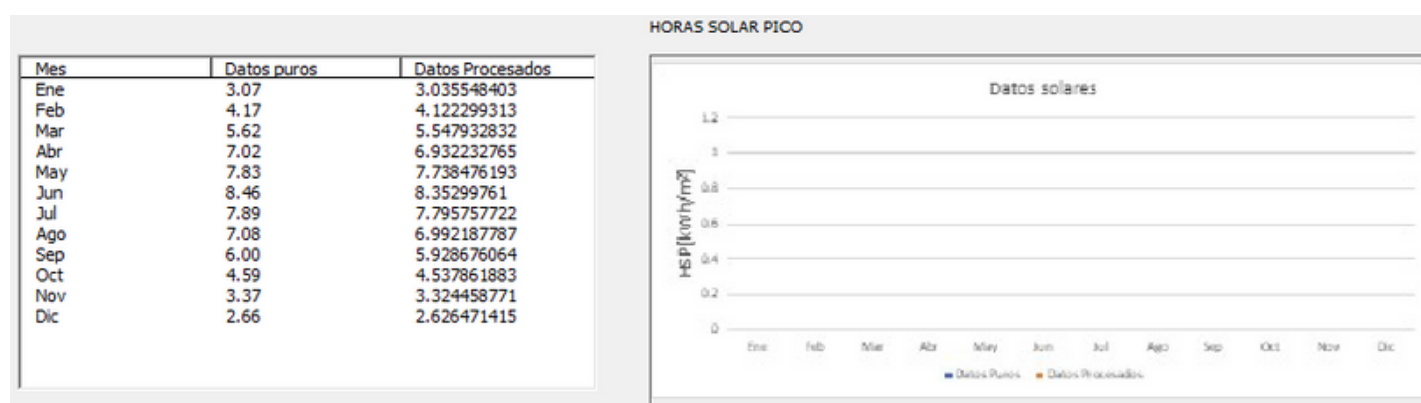 HORAS SOLAR PICO
Mes Datos puros Datos Procesados
Ene 3.07 3.035548403
Feb 4.17 4.122299313
Mar 5.62 5.547932832
Abr 7.02 6.932232765
May 7.83 7.738476193
Jun 8.46 8.35299761
Jul 7.89 7.795757722
Ago 7.08 6.992187787
Sep 6.00 5.928676064
Oct 4.59 4.537861883
Nov 3.37 3.324458771
Dic 2.66 2.626471415
Datos solares
HSP[kWh/m²]
1.2
1
0.8
0.6
0.4
0.2
0
Ene Feb Mar Abr May Jun Jul Ago Sep Oct Nov Dic
Datos Puros Datos Procesados